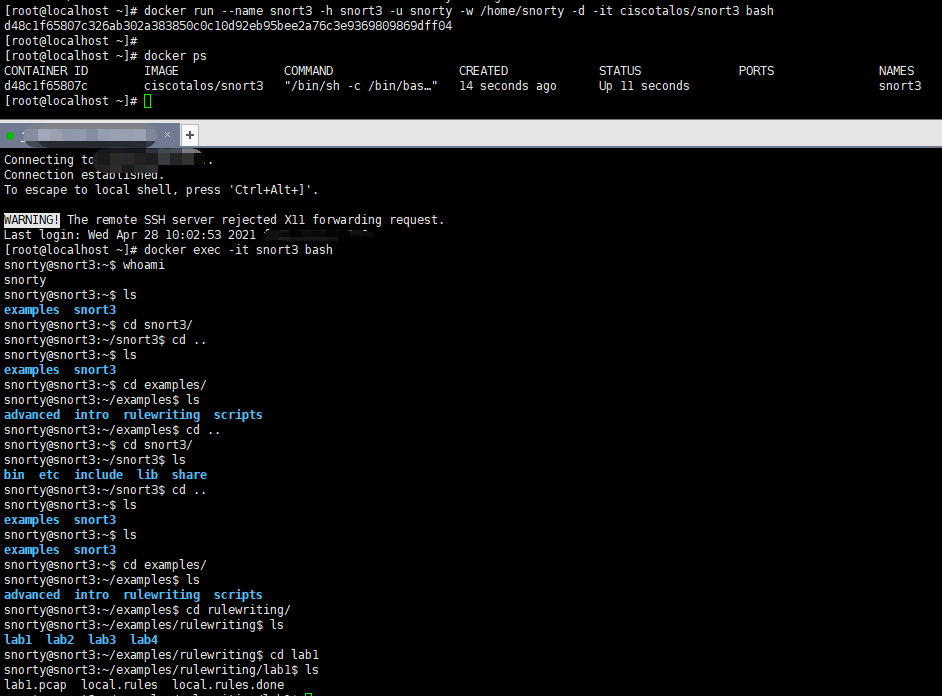 [root@localhost ~]# docker run --name snort3 -h snort3 -u snorty -w /home/snorty -d -it ciscotalos/snort3 bash
d48c1f65807c326ab302a383850c0c10d92eb95bee2a76c3e9369809869dff04
[root@localhost ~]#
[root@localhost ~]# docker ps
CONTAINER ID IMAGE COMMAND CREATED STATUS PORTS NAMES
d48c1f65807c ciscotalos/snort3 "/bin/sh -c /bin/bas…" 14 seconds ago Up 11 seconds snort3
[root@localhost ~]#
× +
Connecting to
Connection established.
To escape to local shell, press 'Ctrl+Alt+]'.
WARNING! The remote SSH server rejected X11 forwarding request.
Last login: Wed Apr 28 10:02:53 2021
[root@localhost ~]# docker exec -it snort3 bash
snorty@snort3:~$ whoami
snorty
snorty@snort3:~$ ls
examples snort3
snorty@snort3:~$ cd snort3/
snorty@snort3:~/snort3$ cd ..
snorty@snort3:~$ ls
examples snort3
snorty@snort3:~$ cd examples/
snorty@snort3:~/examples$ ls
advanced intro rulewriting scripts
snorty@snort3:~/examples$ cd ..
snorty@snort3:~$ cd snort3/
snorty@snort3:~/snort3$ ls
bin etc include lib share
snorty@snort3:~/snort3$ cd ..
snorty@snort3:~$ ls
examples snort3
snorty@snort3:~$ ls
examples snort3
snorty@snort3:~$ cd examples/
snorty@snort3:~/examples$ ls
advanced intro rulewriting scripts
snorty@snort3:~/examples$ cd rulewriting/
snorty@snort3:~/examples/rulewriting$ ls
lab1 lab2 lab3 lab4
snorty@snort3:~/examples/rulewriting$ cd lab1
snorty@snort3:~/examples/rulewriting/lab1$ ls
lab1.pcap local.rules local.rules.done